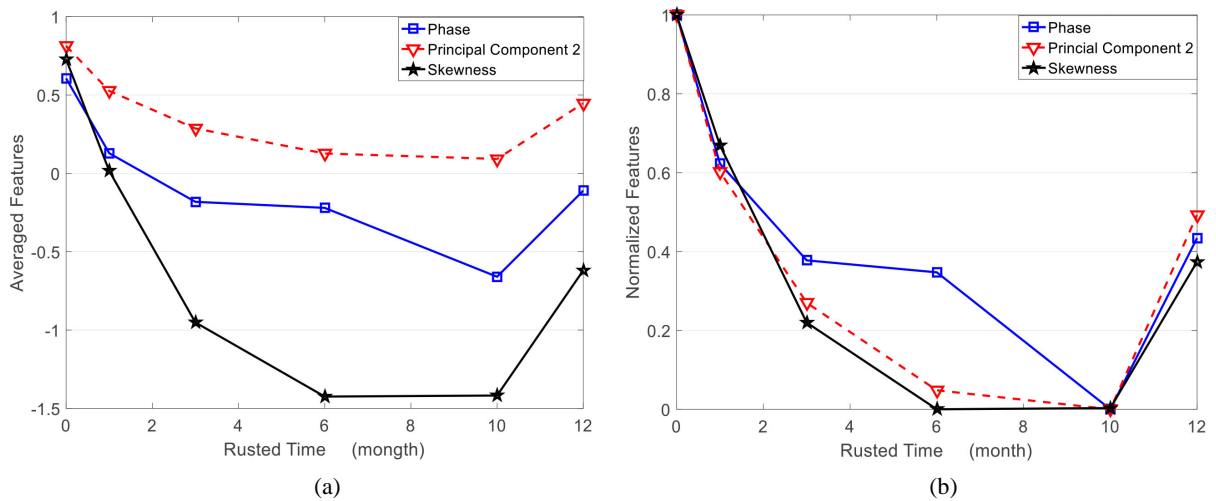 1
0.5
0
-0.5
-1
-1.5
Averaged Features
Phase
Principal Component 2
Skewness
0 2 4 6 8 10 12
Rusted Time (mongth)
(a)
1
0.8
0.6
0.4
0.2
0
Normalized Features
Phase
Princial Component 2
Skewness
0 2 4 6 8 10 12
Rusted Time (month)
(b)